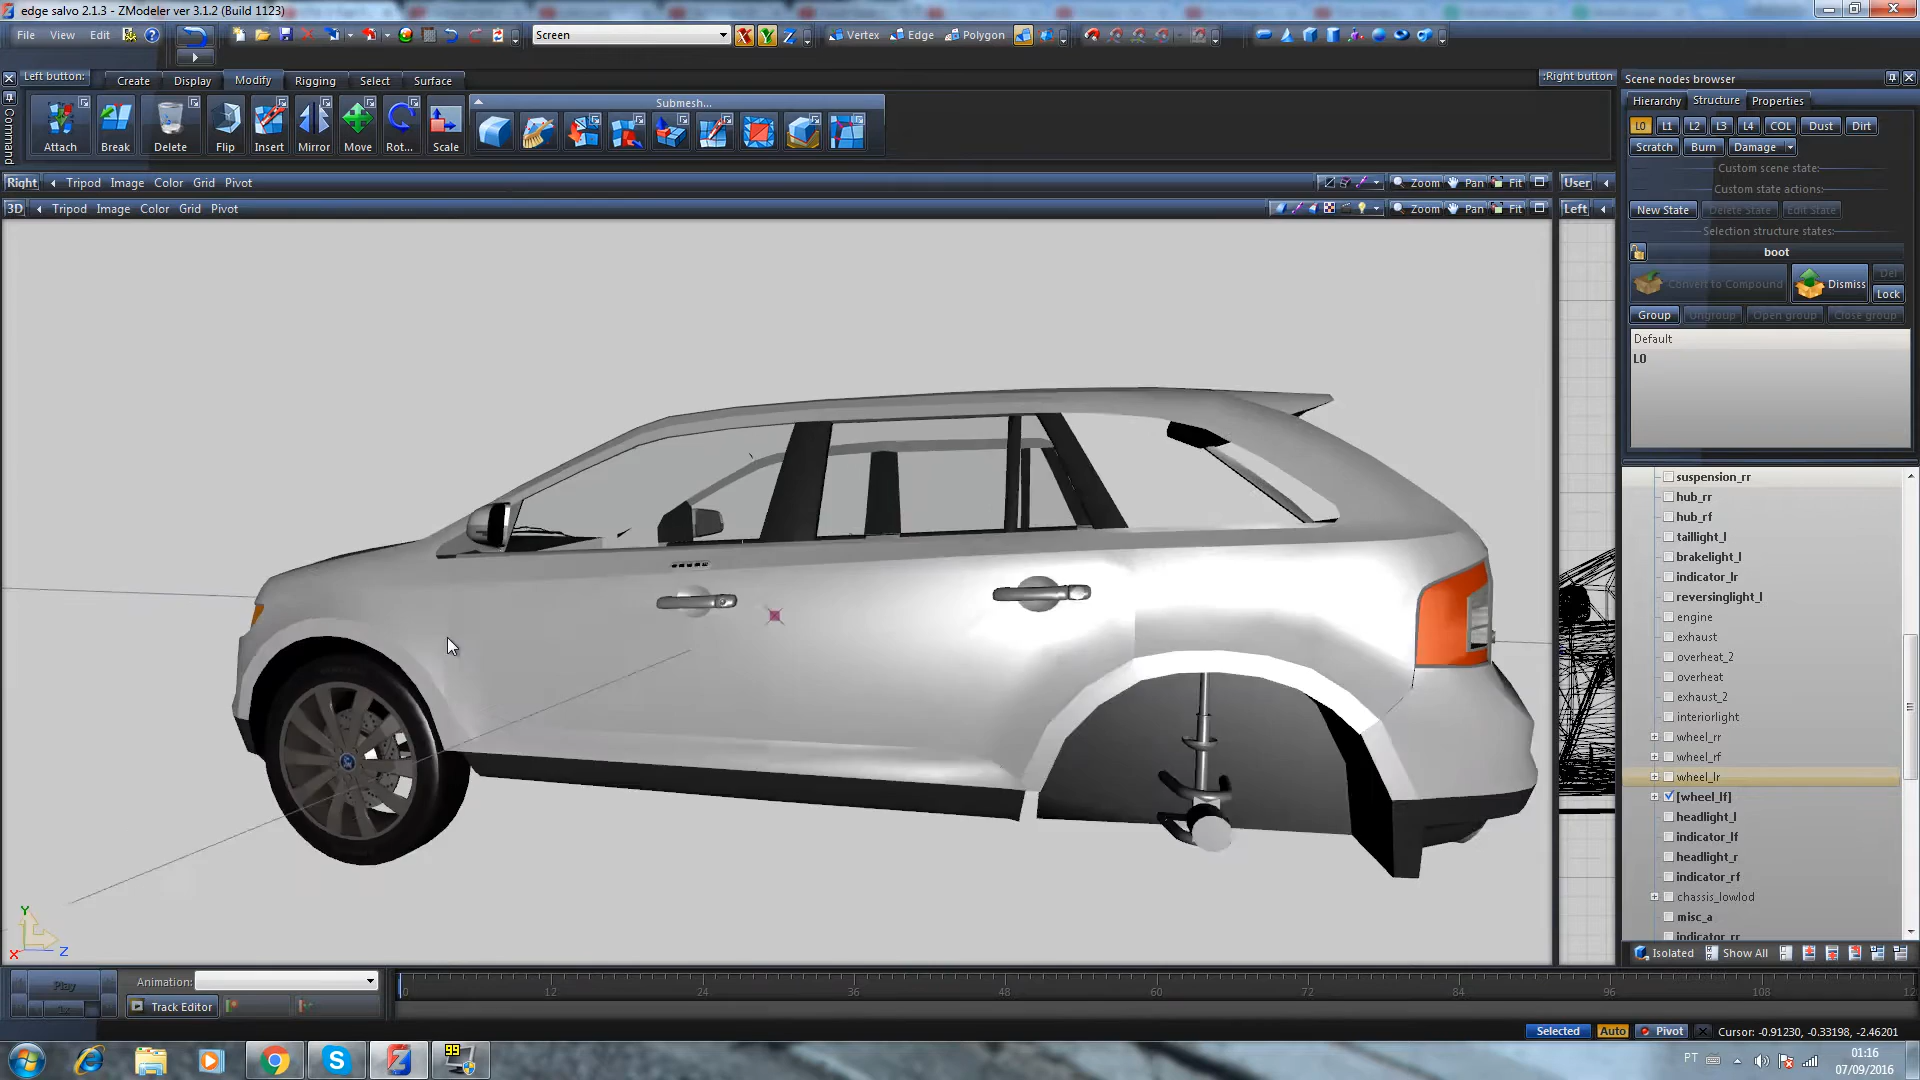 edge salvo 2.1.3 - ZModeler ver 3.1.2 (Build 1123)
File View Edit
Screen
X Y Z
Vertex Edge Polygon
Left button:
Create Display Modify Rigging Select Surface
:Right button
Command
Submesh...
Attach Break Delete Flip Insert Mirror Move Rot... Scale
Right Tripod Image Color Grid Pivot
Zoom Pan Fit
User
3D Tripod Image Color Grid Pivot
Zoom Pan Fit
Left
Scene nodes browser
Hierarchy Structure Properties
L0 L1 L2 L3 L4 COL Dust Dirt
Scratch Burn Damage
Custom scene state:
Custom state actions:
New State Delete State Edit State
Selection structure states:
boot
Convert to Compound Dismiss Del
Lock
Group Ungroup Open group Close group
Default
L0
suspension_rr
hub_rr
hub_rf
taillight_l
brakelight_l
indicator_lr
reversinglight_l
engine
exhaust
overheat_2
overheat
exhaust_2
interiorlight
wheel_rr
wheel_rf
wheel_lr
[wheel_lf]
headlight_l
indicator_lf
headlight_r
indicator_rf
chassis_lowlod
misc_a
indicator_rr
Isolated Show All
Y
X Z
Play
1x
Animation:
Track Editor
0 12 24 36 48 60 72 84 96 108 12
Selected Auto Pivot Cursor: -0.91230, -0.33198, -2.46201
99
PT
01:16
07/09/2016